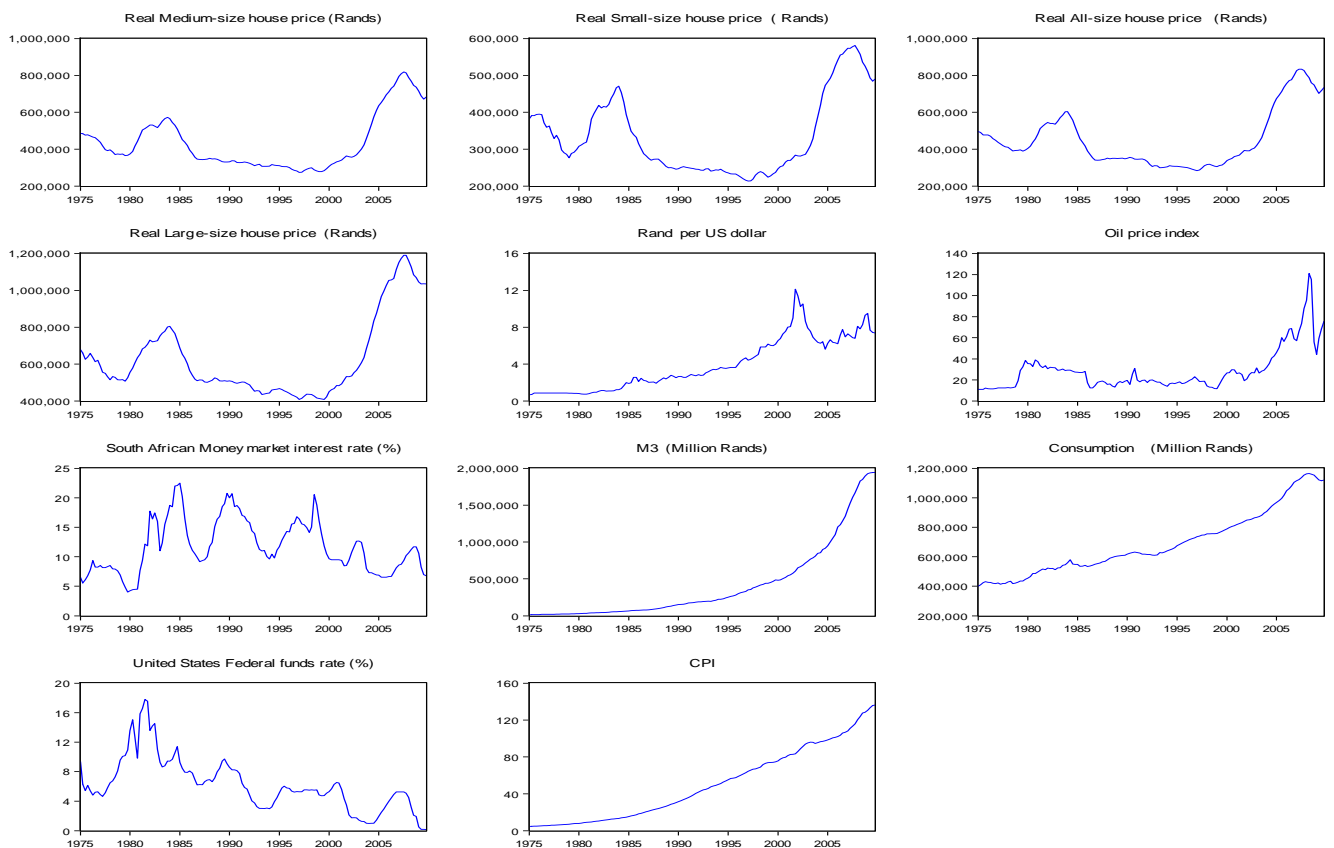 Real Medium-size house price (Rands)
1,000,000
800,000
600,000
400,000
200,000
1975 1980 1985 1990 1995 2000 2005
Real Small-size house price ( Rands)
600,000
500,000
400,000
300,000
200,000
1975 1980 1985 1990 1995 2000 2005
Real All-size house price (Rands)
1,000,000
800,000
600,000
400,000
200,000
1975 1980 1985 1990 1995 2000 2005
Real Large-size house price (Rands)
1,200,000
1,000,000
800,000
600,000
400,000
1975 1980 1985 1990 1995 2000 2005
Rand per US dollar
16
12
8
4
0
1975 1980 1985 1990 1995 2000 2005
Oil price index
140
120
100
80
60
40
20
0
1975 1980 1985 1990 1995 2000 2005
South African Money market interest rate (%)
25
20
15
10
5
0
1975 1980 1985 1990 1995 2000 2005
M3 (Million Rands)
2,000,000
1,500,000
1,000,000
500,000
0
1975 1980 1985 1990 1995 2000 2005
Consumption (Million Rands)
1,200,000
1,000,000
800,000
600,000
400,000
200,000
1975 1980 1985 1990 1995 2000 2005
United States Federal funds rate (%)
20
16
12
8
4
0
1975 1980 1985 1990 1995 2000 2005
CPI
160
120
80
40
0
1975 1980 1985 1990 1995 2000 2005